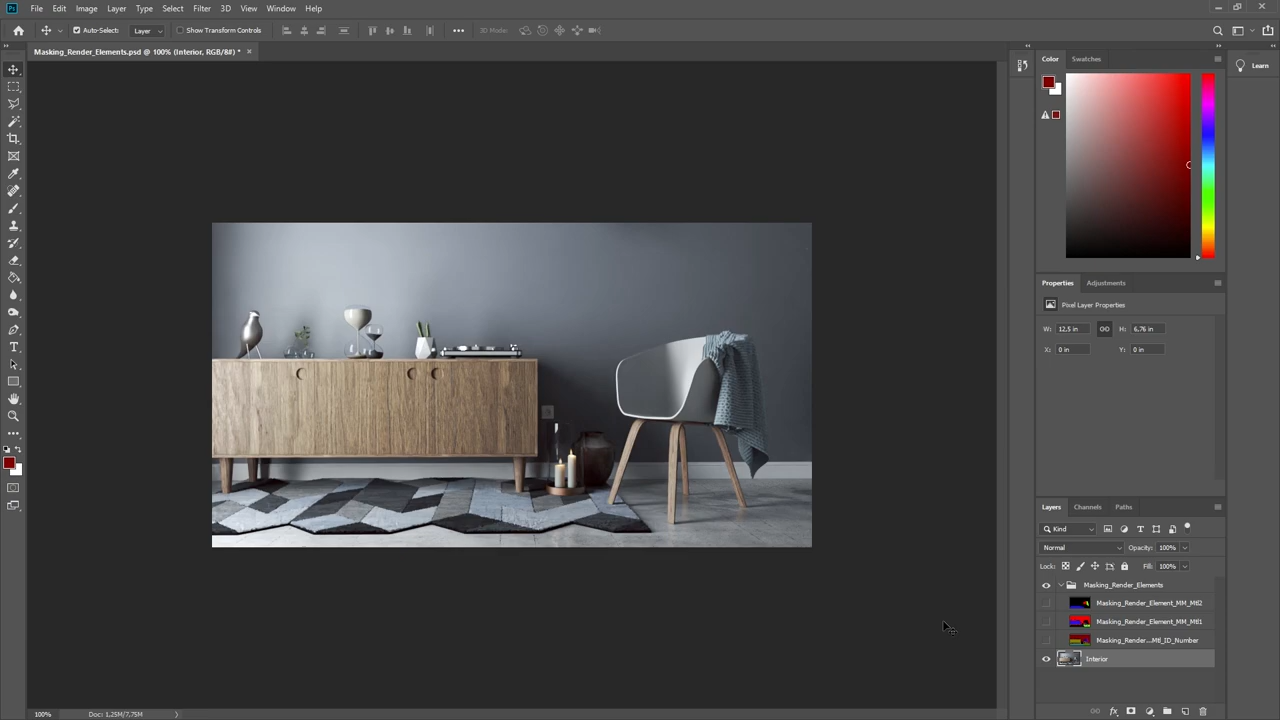 Ps File Edit Image Layer Type Select Filter 3D View Window Help
Auto-Select: Layer Show Transform Controls 3D Mode:
Masking_Render_Elements.psd @ 100% (Interior, RGB/8#) *
Color Swatches
Learn
Properties Adjustments
Pixel Layer Properties
W: 12,5 in H: 6,76 in
X: 0 in Y: 0 in
Layers Channels Paths
Kind
Normal Opacity: 100%
Lock: Fill: 100%
Masking_Render_Elements
Masking_Render_Element_MM_Mtl2
Masking_Render_Element_MM_Mtl1
Masking_Render...Mtl_ID_Number
Interior
100% Doc: 1,25M/7,75M